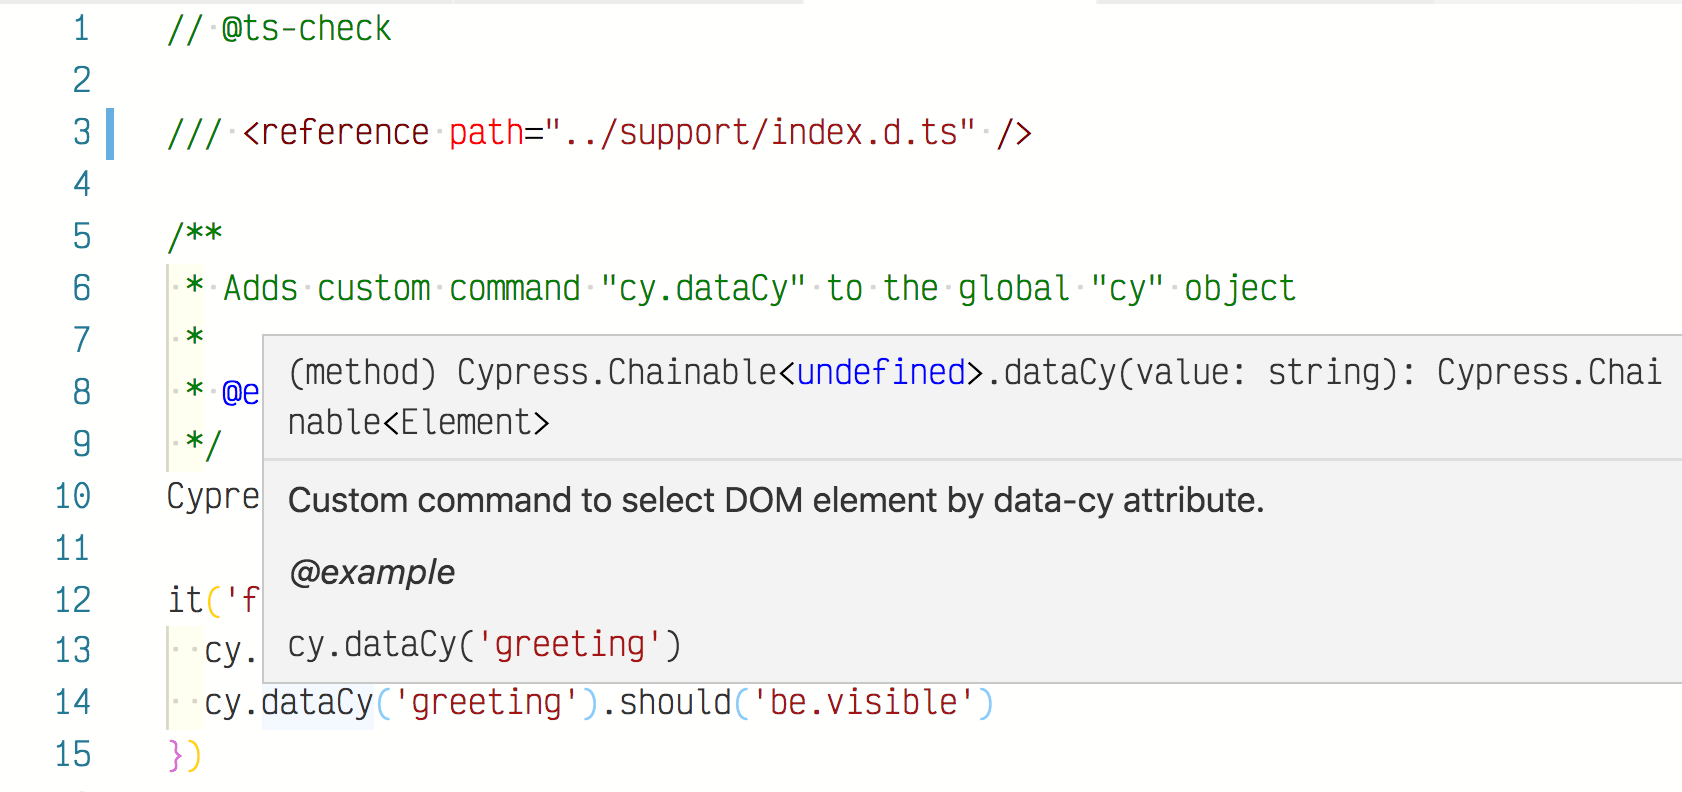 1 // @ts-check
2
3 /// <reference path="../support/index.d.ts" />
4
5 /**
6 * Adds custom command "cy.dataCy" to the global "cy" object
7 *
8 * @e
9 */
10 Cypre
11
12 it('f
13 cy.
(method) Cypress.Chainable<undefined>.dataCy(value: string): Cypress.Chai
nable<Element>
Custom command to select DOM element by data-cy attribute.
@example
cy.dataCy('greeting')
14 cy.dataCy('greeting').should('be.visible')
15 })